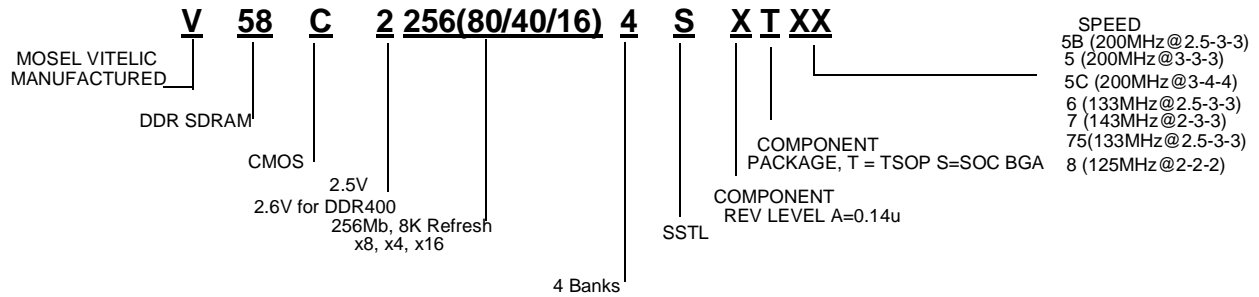 V 58 C 2 256(80/40/16) 4 S X T XX
MOSEL VITELIC
MANUFACTURED
DDR SDRAM
CMOS
2.5V
2.6V for DDR400
256Mb, 8K Refresh
x8, x4, x16
4 Banks
SSTL
COMPONENT
REV LEVEL A=0.14u
COMPONENT
PACKAGE, T = TSOP S=SOC BGA
SPEED
5B (200MHz@2.5-3-3)
5 (200MHz@3-3-3)
5C (200MHz@3-4-4)
6 (133MHz@2.5-3-3)
7 (143MHz@2-3-3)
75(133MHz@2.5-3-3)
8 (125MHz@2-2-2)